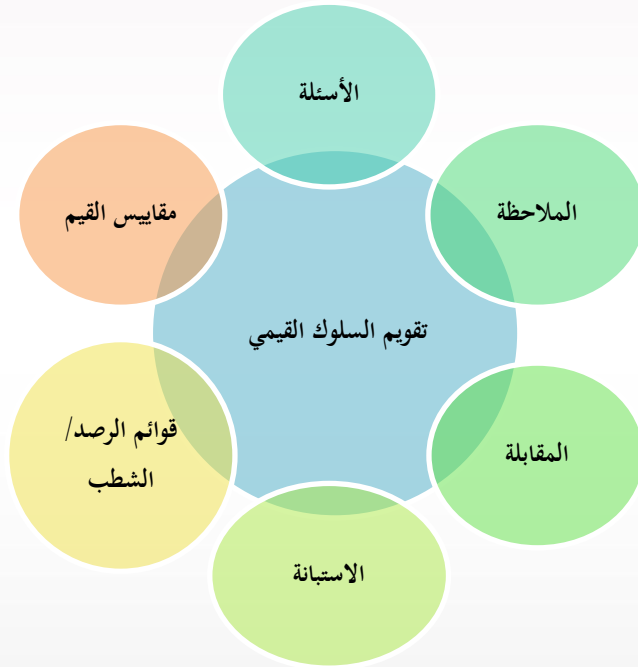 الأسئلة
الملاحظة
مقاييس القيم
تقويم السلوك القيمي
قوائم الرصد/
الشطب
المقابلة
الاستبانة